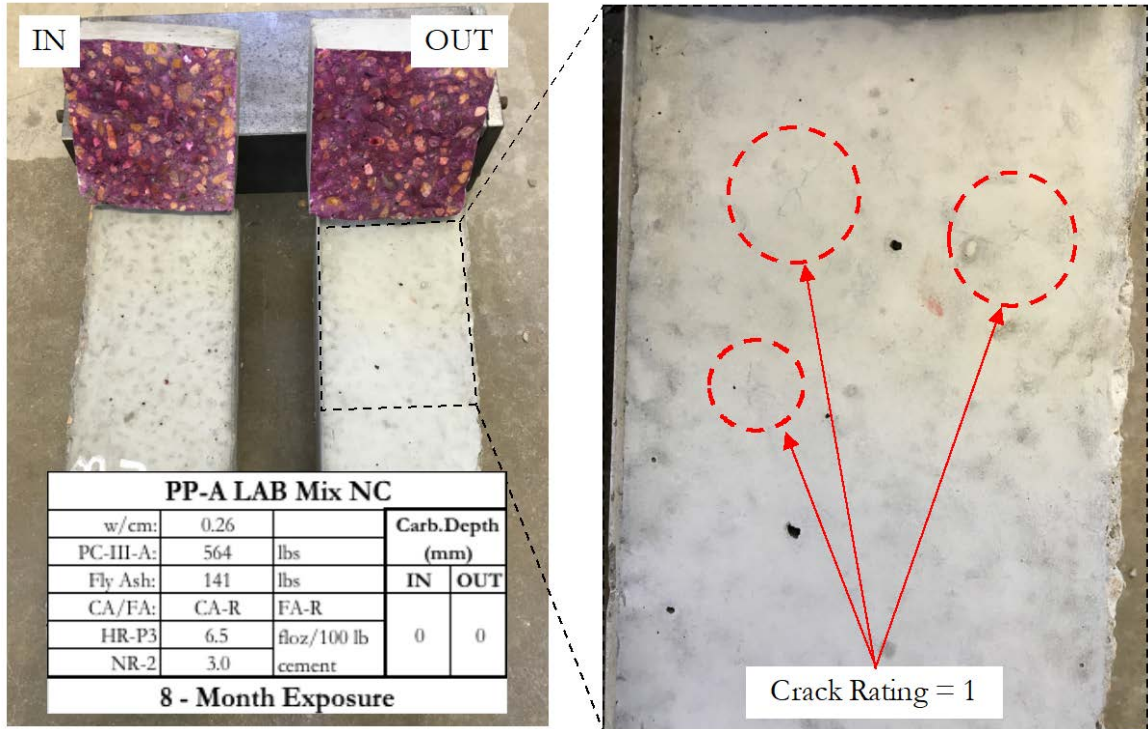 IN
OUT
PP-A LAB Mix NC
w/cm: 0.26
Carb.Depth
(mm)
PC-III-A: 564 lbs
Fly Ash: 141 lbs
IN OUT
CA/FA: CA-R FA-R
HR-P3 6.5 floz/100 lb
cement
0 0
NR-2 3.0
8 - Month Exposure
Crack Rating = 1